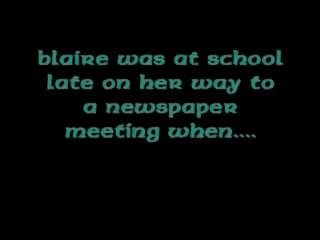 Blaire was at school
late on her way to
a newspaper
meeting when....